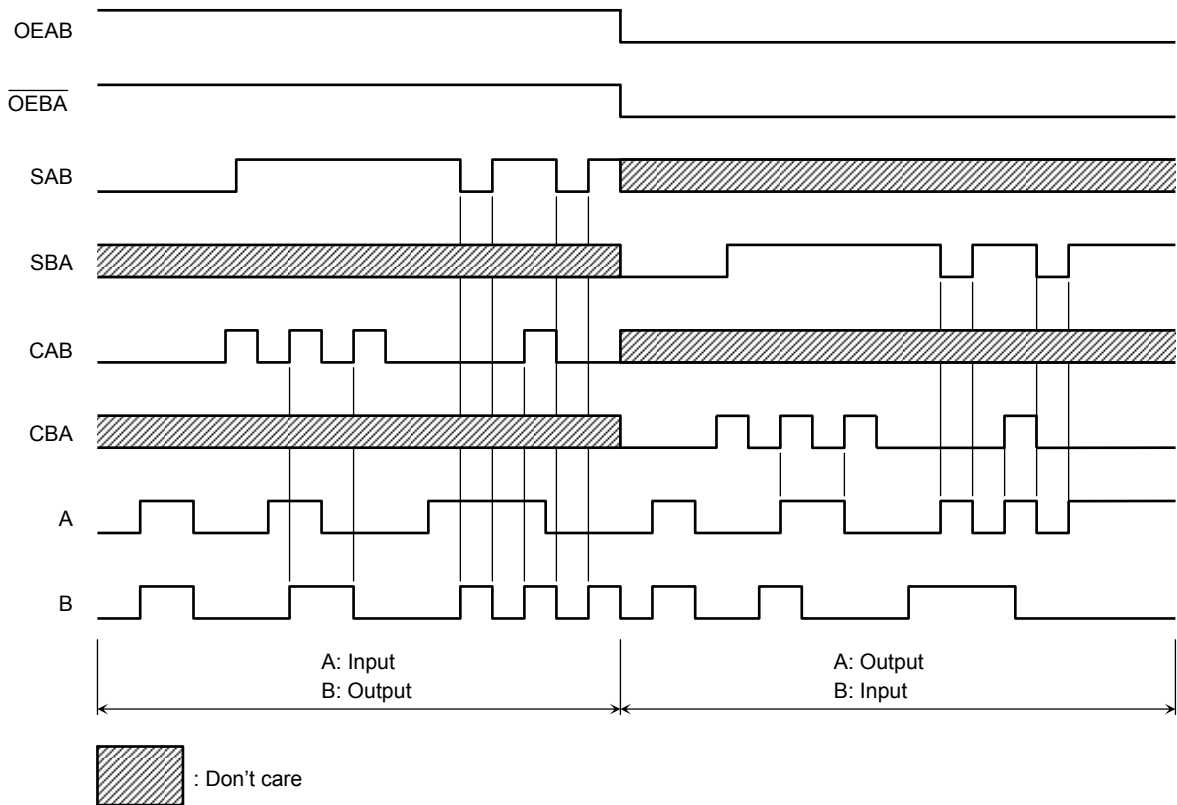 OEAB
OEBA
SAB
SBA
CAB
CBA
A
B
A: Input
B: Output
A: Output
B: Input
: Don't care